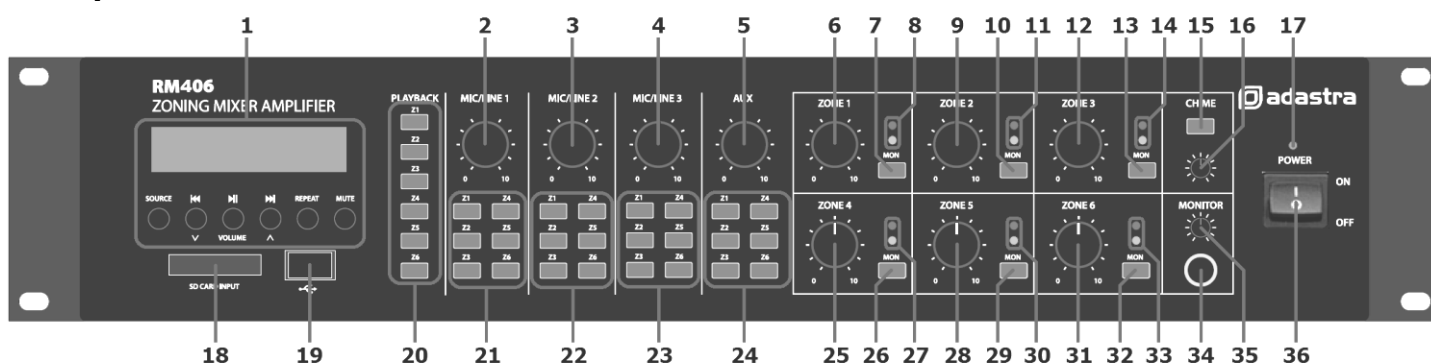 1 2 3 4 5 6 7 8 9 10 11 12 13 14 15 16 17
RM406
ZONING MIXER AMPLIFIER
PLAYBACK MIC/LINE 1 MIC/LINE 2 MIC/LINE 3 AUX ZONE 1 ZONE 2 ZONE 3 CHIME adastra
Z1
Z2
Z3
Z4
Z5
Z6
0 10 0 10 0 10 0 10
MON MON MON
0 10 0 10 0 10
POWER
ON
OFF
SOURCE REPEAT MUTE
VOLUME
SD CARD INPUT
Z1 Z4 Z1 Z4 Z1 Z4 Z1 Z4
Z2 Z5 Z2 Z5 Z2 Z5 Z2 Z5
Z3 Z6 Z3 Z6 Z3 Z6 Z3 Z6
ZONE 4 ZONE 5 ZONE 6 MONITOR
MON MON MON
0 10 0 10 0 10
18 19 20 21 22 23 24 25 26 27 28 29 30 31 32 33 34 35 36